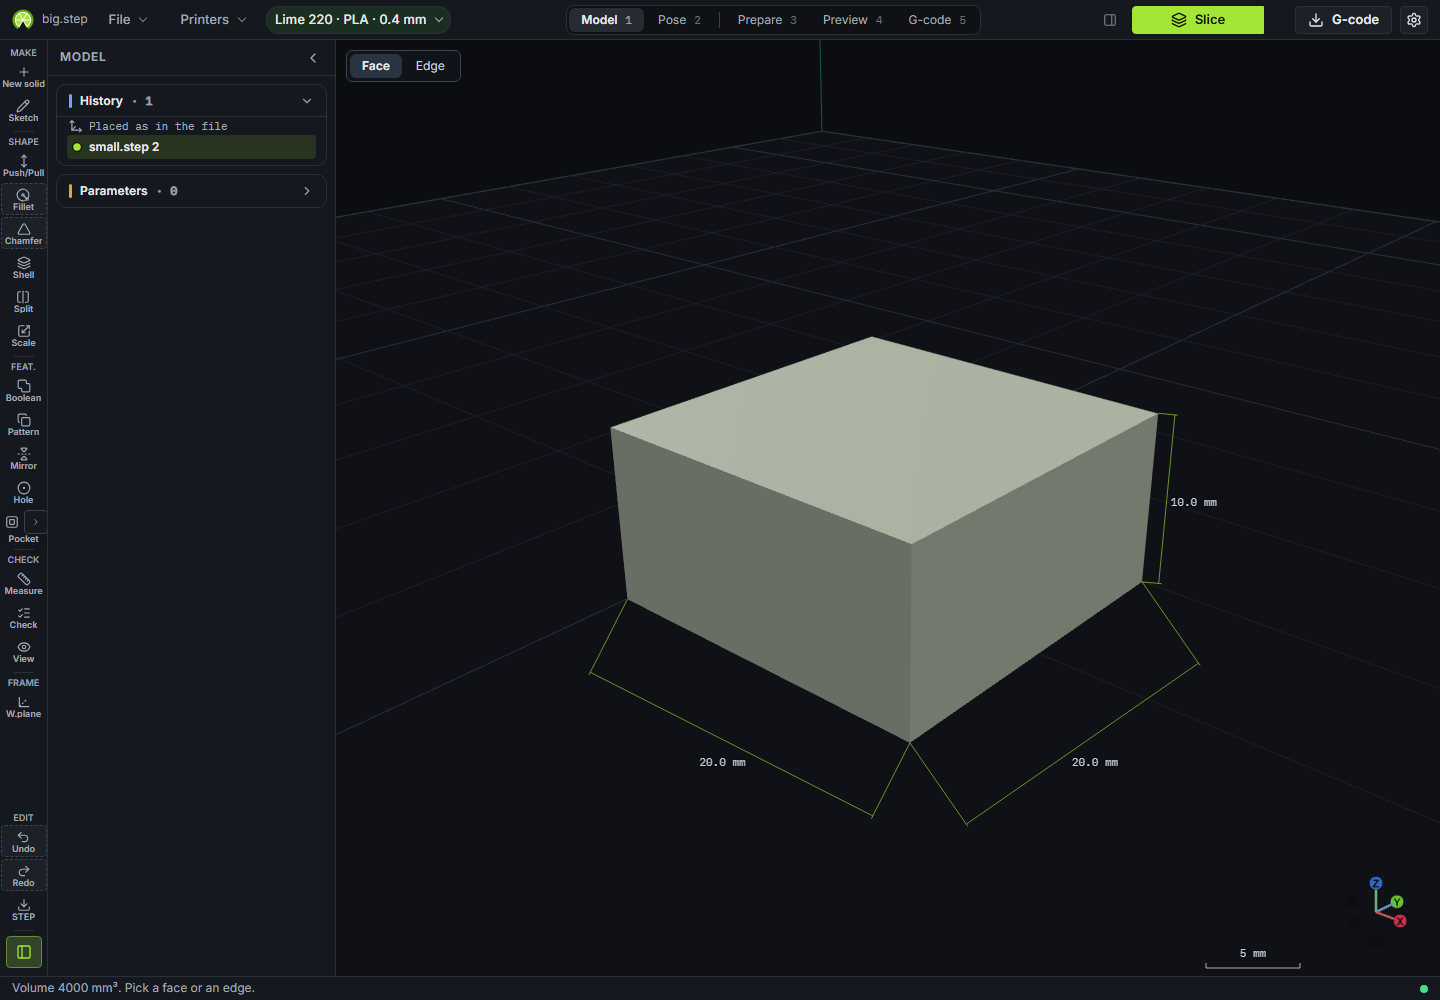 big.step
File
Printers
Lime 220 · PLA · 0.4 mm
Model 1
Pose 2
Prepare 3
Preview 4
G-code 5
Slice
G-code
MAKE
New solid
Sketch
SHAPE
Push/Pull
Fillet
Chamfer
Shell
Split
Scale
FEAT.
Boolean
Pattern
Mirror
Hole
Pocket
CHECK
Measure
Check
View
FRAME
W.plane
EDIT
Undo
Redo
STEP
MODEL
History · 1
Placed as in the file
small.step 2
Parameters · 0
Face
Edge
10.0 mm
20.0 mm
20.0 mm
Z
Y
X
5 mm
Volume 4000 mm³. Pick a face or an edge.